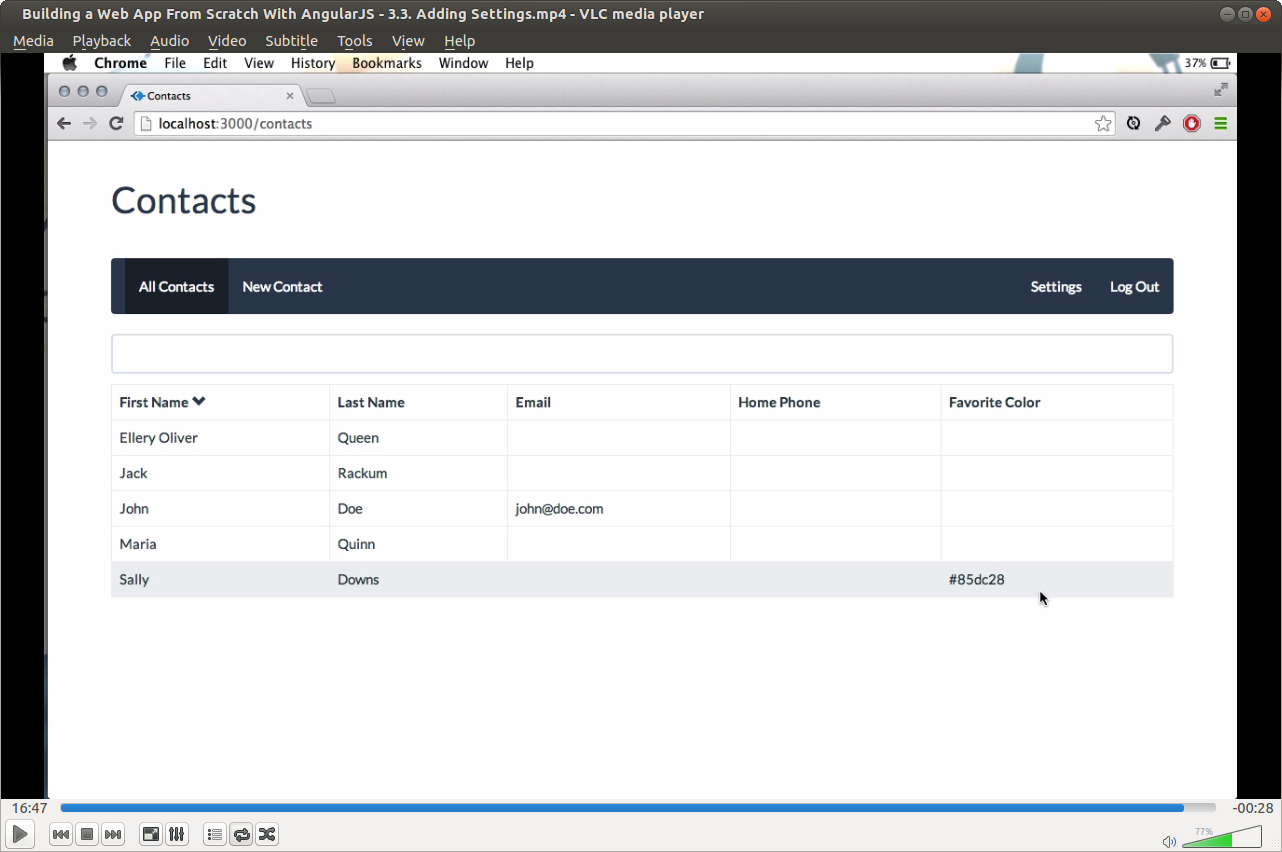 Building a Web App From Scratch With AngularJS - 3.3. Adding Settings.mp4 - VLC media player
Media Playback Audio Video Subtitle Tools View Help
Chrome File Edit View History Bookmarks Window Help 37%
Contacts
localhost:3000/contacts
Contacts
All Contacts New Contact Settings Log Out
First Name Last Name Email Home Phone Favorite Color
Ellery Oliver Queen
Jack Rackum
John Doe john@doe.com
Maria Quinn
Sally Downs #85dc28
16:47 -00:28
77%